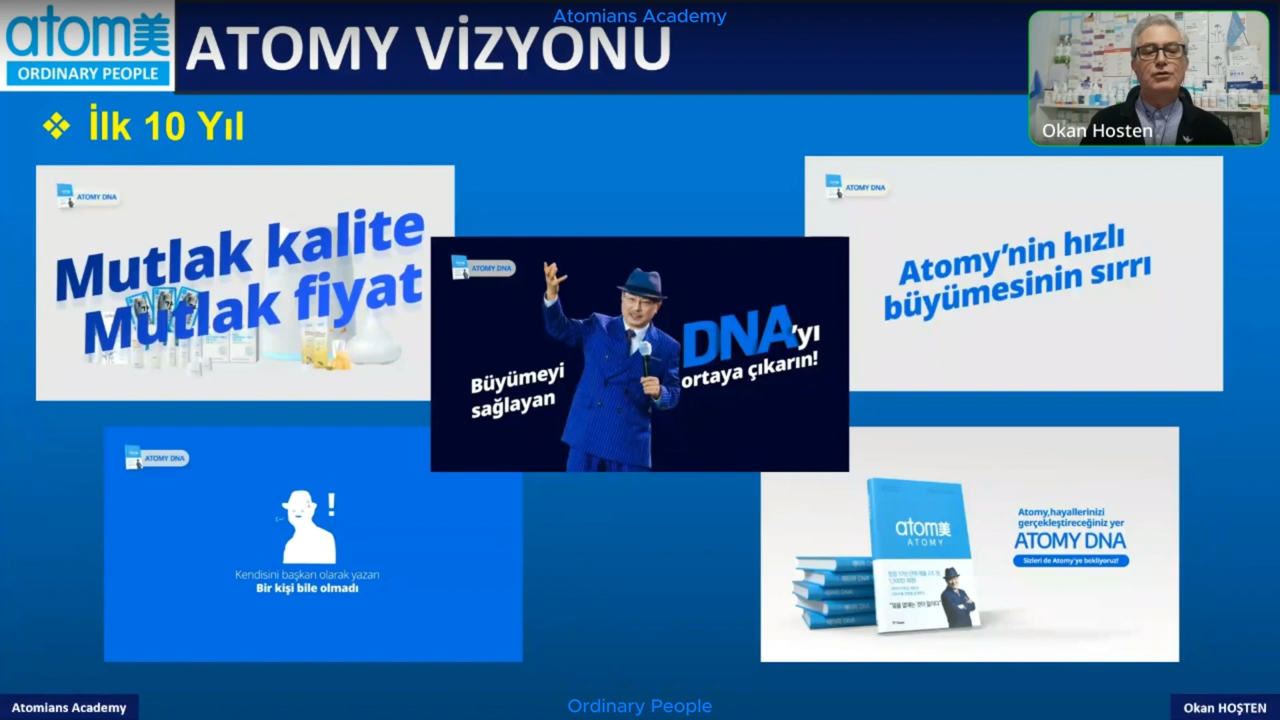 Atomians Academy
atom美
ORDINARY PEOPLE
ATOMY VİZYONU
Okan Hosten
❖ İlk 10 Yıl
ATOMY DNA
Mutlak kalite
Mutlak fiyat
ATOMY DNA
Büyümeyi
sağlayan
DNA'yı
ortaya çıkarın!
ATOMY DNA
Atomy'nin hızlı
büyümesinin sırrı
ATOMY DNA
!
Kendisini başkan olarak yazan
Bir kişi bile olmadı
atom美
ATOMY
Atomy,hayallerinizi
gerçekleştireceğiniz yer
ATOMY DNA
Sizleri de Atomy'ye bekliyoruz!
Atomians Academy
Ordinary People
Okan HOŞTEN